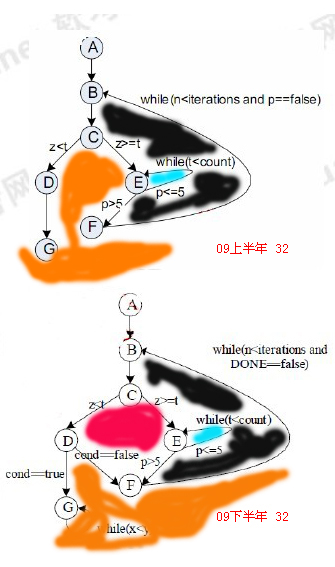 A
B
while(n<iterations and p==false)
C
z<t
z>=t
while(t<count)
D
E
p<=5
p>5
F
G
09上半年 32
A
B
while(n<iterations and
DONE==false)
C
z<t
z>=t
while(t<count)
D
E
cond==false
p<=5
cond==true
p>5
F
G
while(x<y
09下半年 32